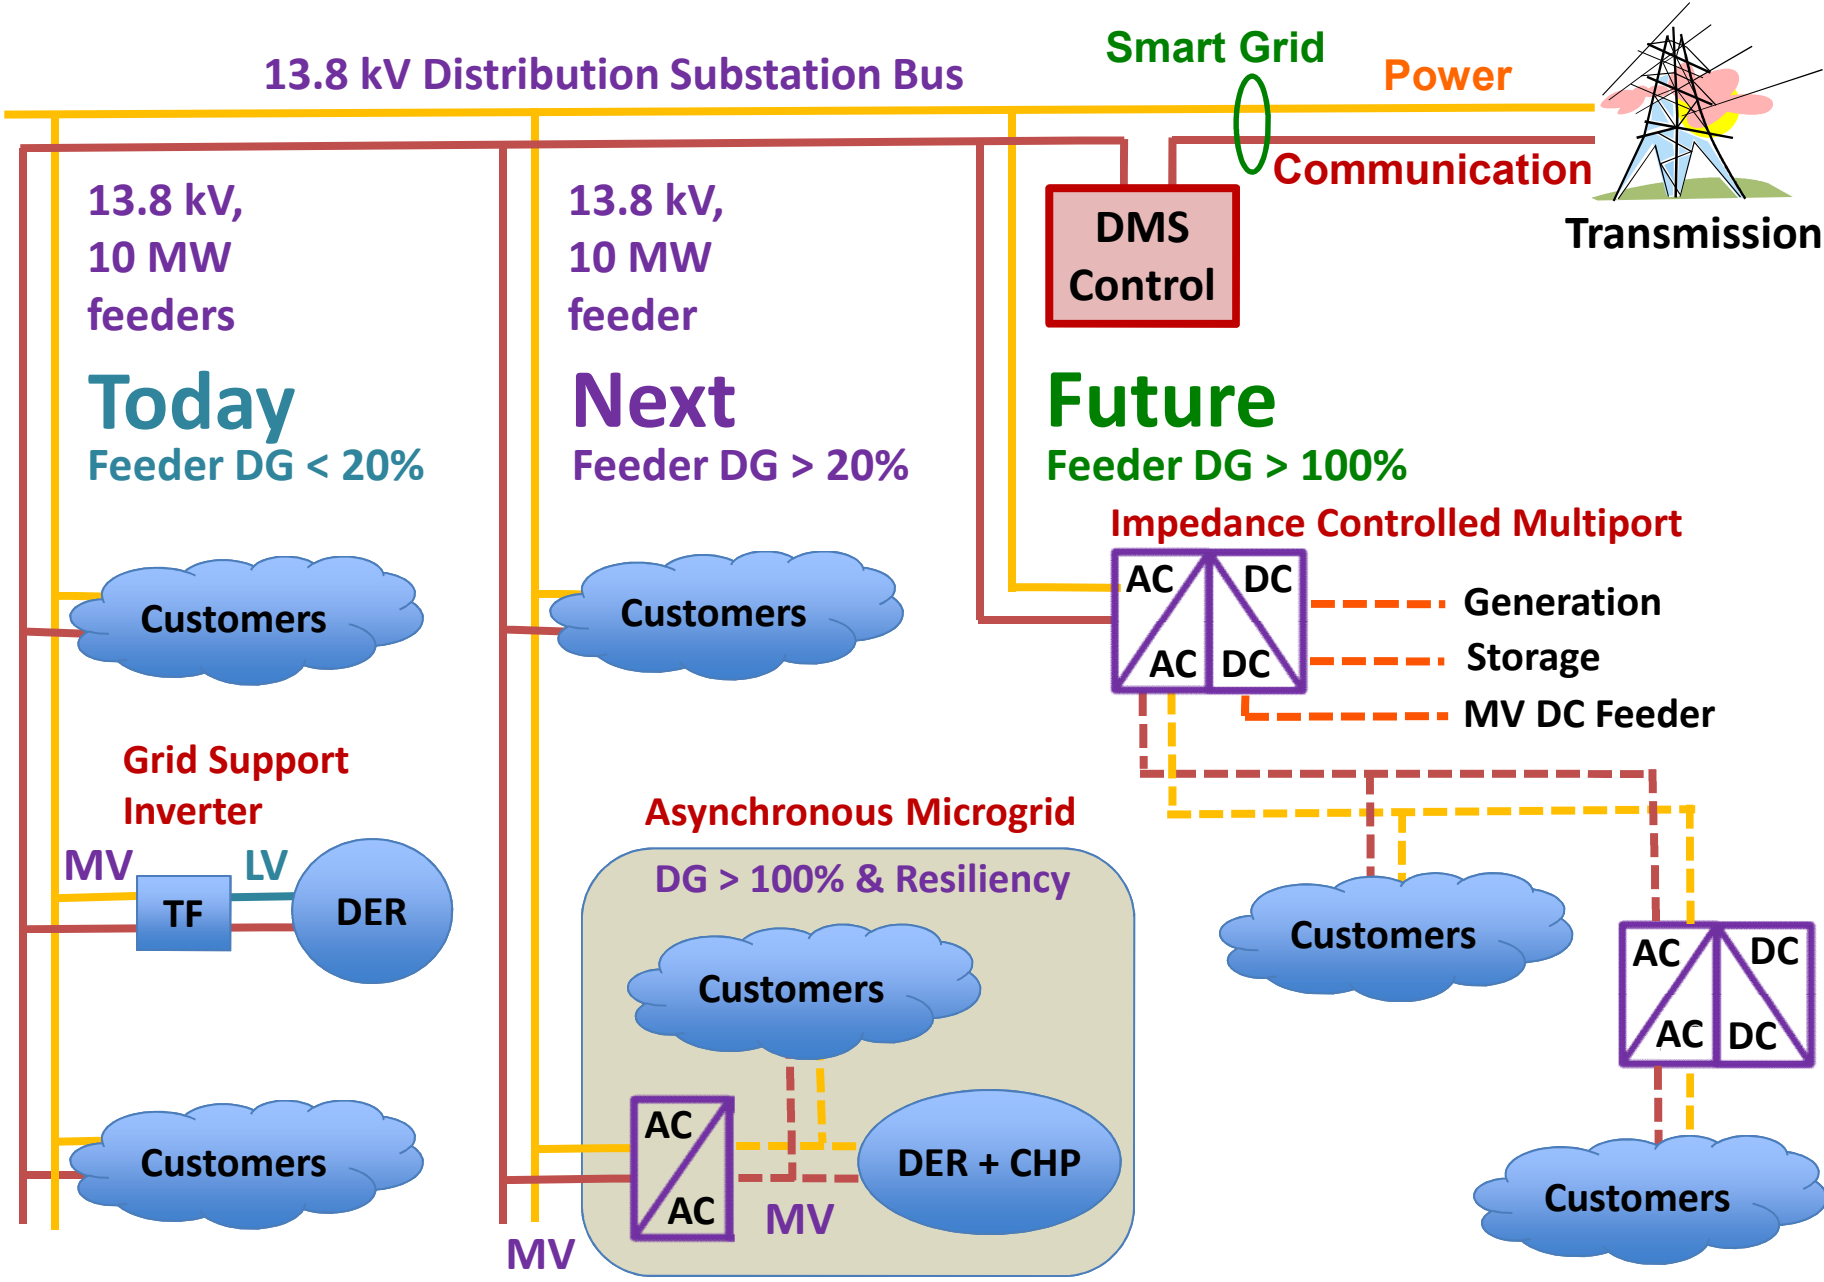 Smart Grid
13.8 kV Distribution Substation Bus
Power
Communication
Transmission
DMS
Control
13.8 kV,
10 MW
feeders
Today
Feeder DG < 20%
Customers
Grid Support
Inverter
MV
LV
TF
DER
Customers
13.8 kV,
10 MW
feeder
Next
Feeder DG > 20%
Customers
Asynchronous Microgrid
DG > 100% & Resiliency
Customers
AC
AC
DER + CHP
MV
MV
Future
Feeder DG > 100%
Impedance Controlled Multiport
AC
DC
AC
DC
Generation
Storage
MV DC Feeder
Customers
AC
DC
AC
DC
Customers